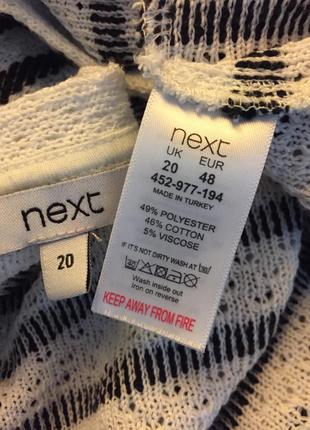 next
20
next
UK EUR
20 48
452-977-194
MADE IN TURKEY
49% POLYESTER
46% COTTON
5% VISCOSE
IF IT'S NOT DIRTY WASH AT 30
Wash inside out
Iron on reverse
KEEP AWAY FROM FIRE